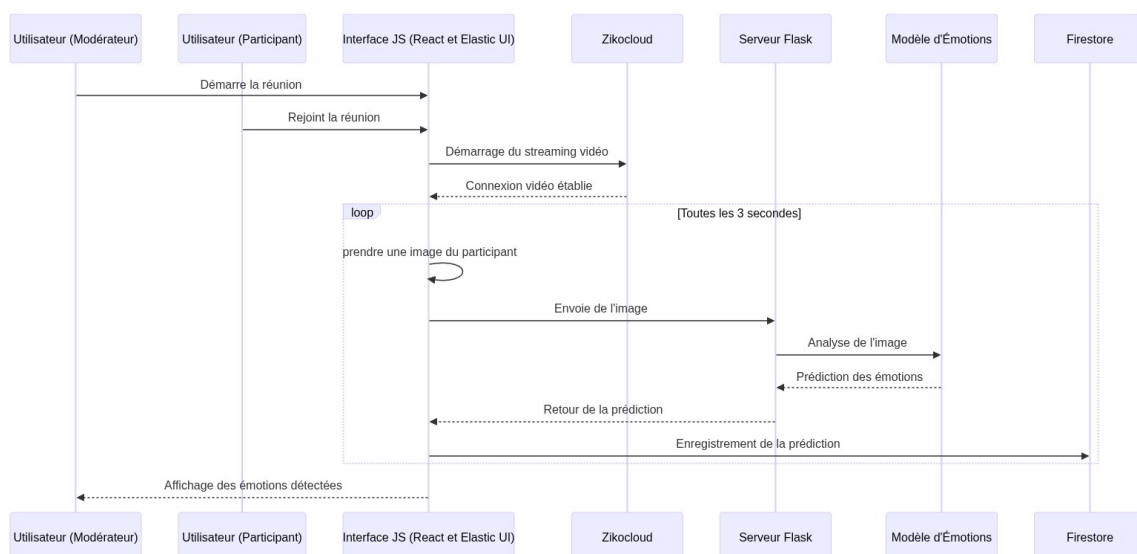 Utilisateur (Modérateur)
Utilisateur (Participant)
Interface JS (React et Elastic UI)
Zikocloud
Serveur Flask
Modèle d'Émotions
Firestore
Démarre la réunion
Rejoint la réunion
Démarrage du streaming vidéo
Connexion vidéo établie
loop
[Toutes les 3 secondes]
prendre une image du participant
Envoie de l'image
Analyse de l'image
Prédiction des émotions
Retour de la prédiction
Enregistrement de la prédiction
Affichage des émotions détectées
Utilisateur (Modérateur)
Utilisateur (Participant)
Interface JS (React et Elastic UI)
Zikocloud
Serveur Flask
Modèle d'Émotions
Firestore